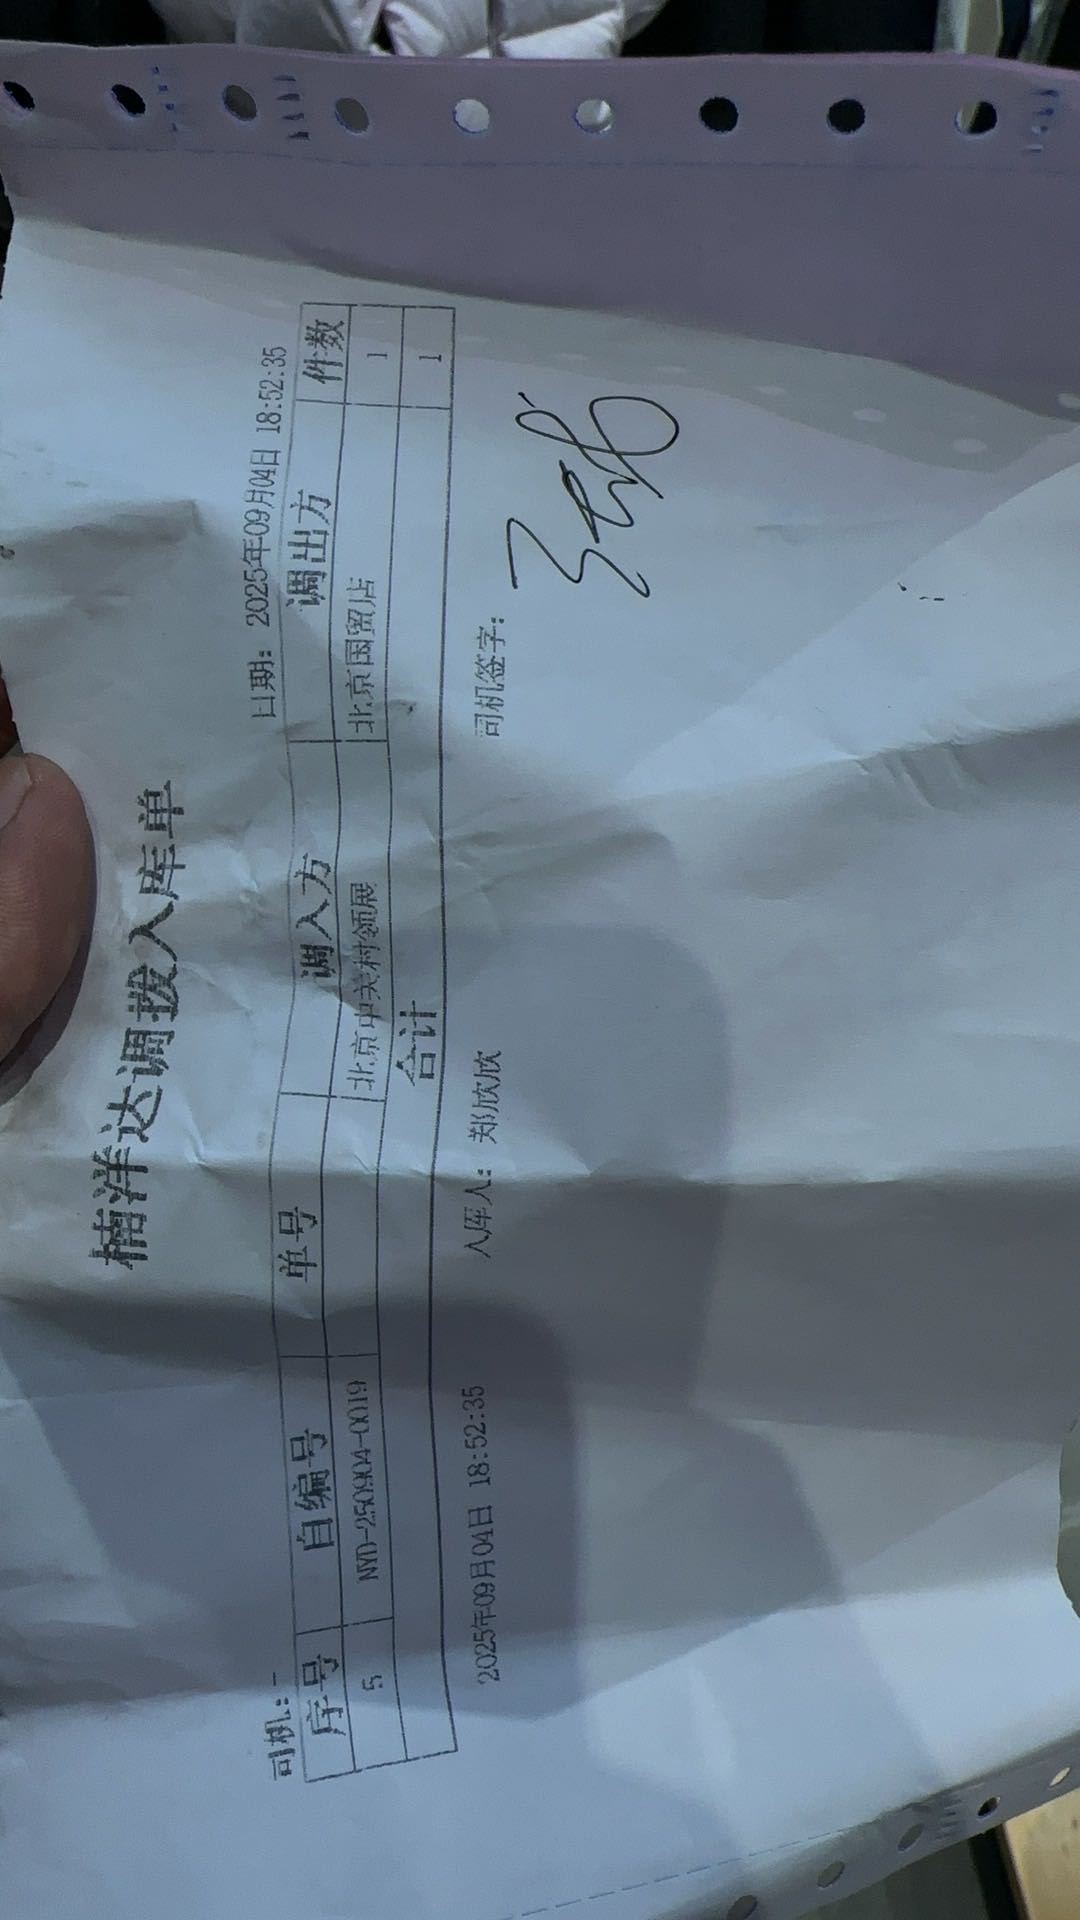 楠洋达调拨入库单
司机:- 日期: 2025年09月04日 18:52:35
序号 自编号 单号 调入方 调出方 件数
5 NYD-250904-0019 北京中关村领展 北京国贸店 1
合计 1
2025年09月04日 18:52:35 入库人: 郑欣欣 司机签字: